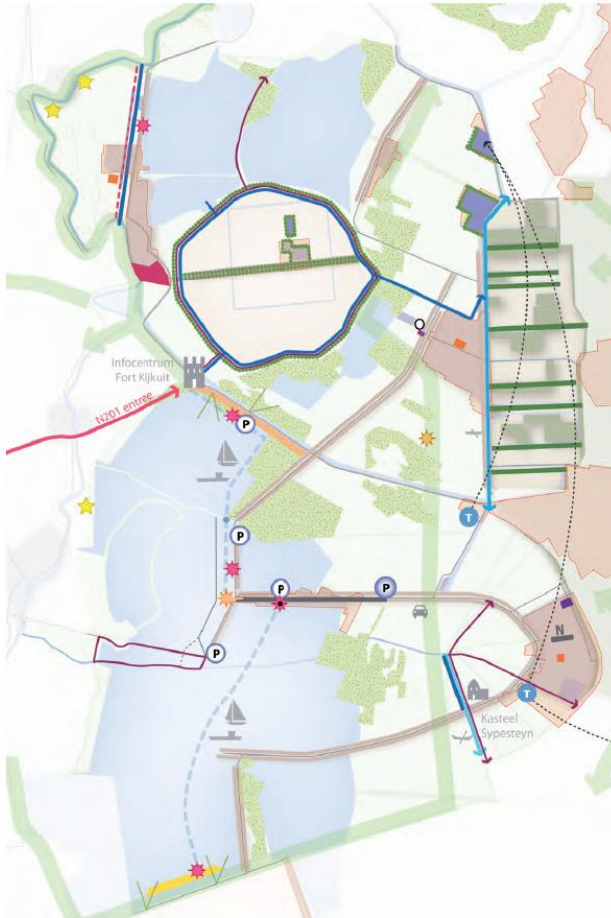 O
Infocentrum
Fort Kijkuit
N201 entree
P
T
P
P
P
N
P
T
Kasteel
Sypesteyn